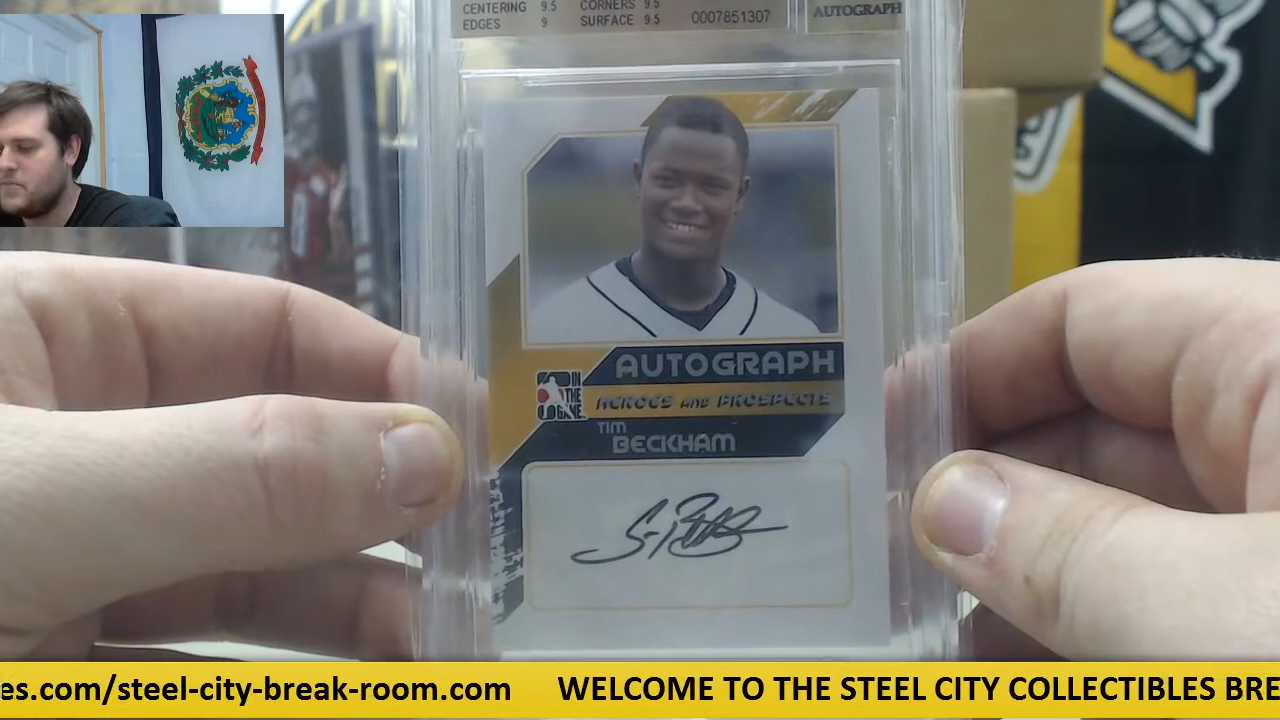 CENTERING 9.5 CORNERS 9.5
EDGES 9 SURFACE 9.5 0007851307
AUTOGRAPH
AUTOGRAPH
IN THE GAME
HEROES AND PROSPECTS
TIM
BECKHAM
es.com/steel-city-break-room.com WELCOME TO THE STEEL CITY COLLECTIBLES BRE